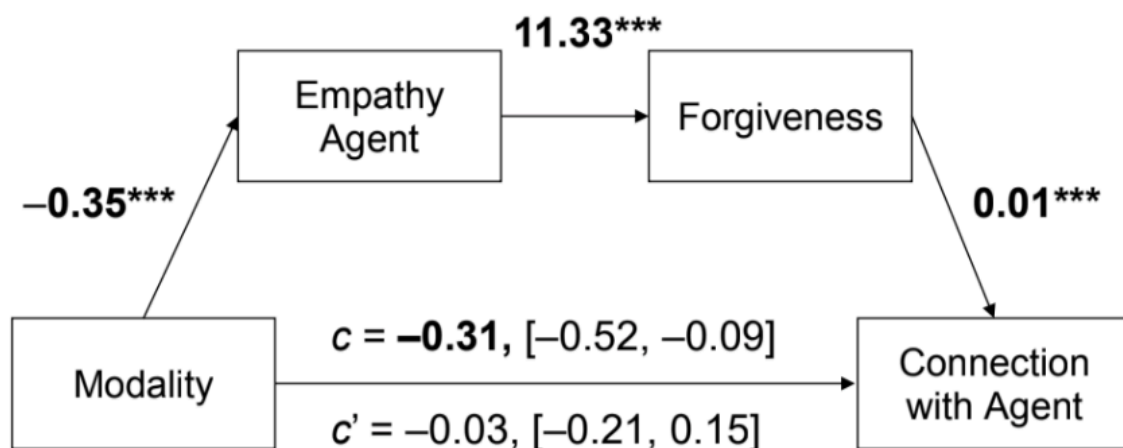 11.33***
Empathy
Agent
Forgiveness
–0.35***
0.01***
c = –0.31, [–0.52, –0.09]
Modality
Connection
with Agent
c’ = –0.03, [–0.21, 0.15]